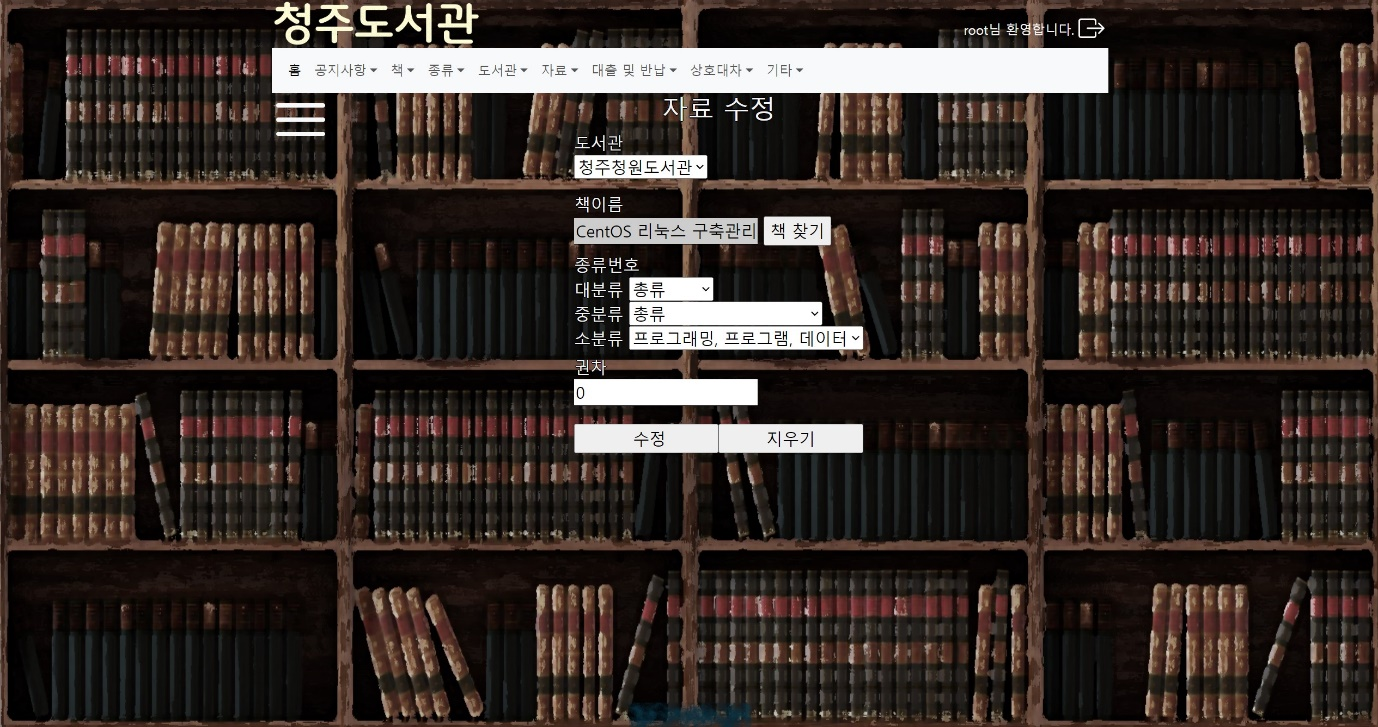 청주도서관
root님 환영합니다.
홈 공지사항 책 종류 도서관 자료 대출 및 반납 상호대차 기타
자료 수정
도서관
청주청원도서관
책이름
CentOS 리눅스 구축관리 책 찾기
종류번호
대분류 총류
중분류 총류
소분류 프로그래밍, 프로그램, 데이터
권차
0
수정 지우기